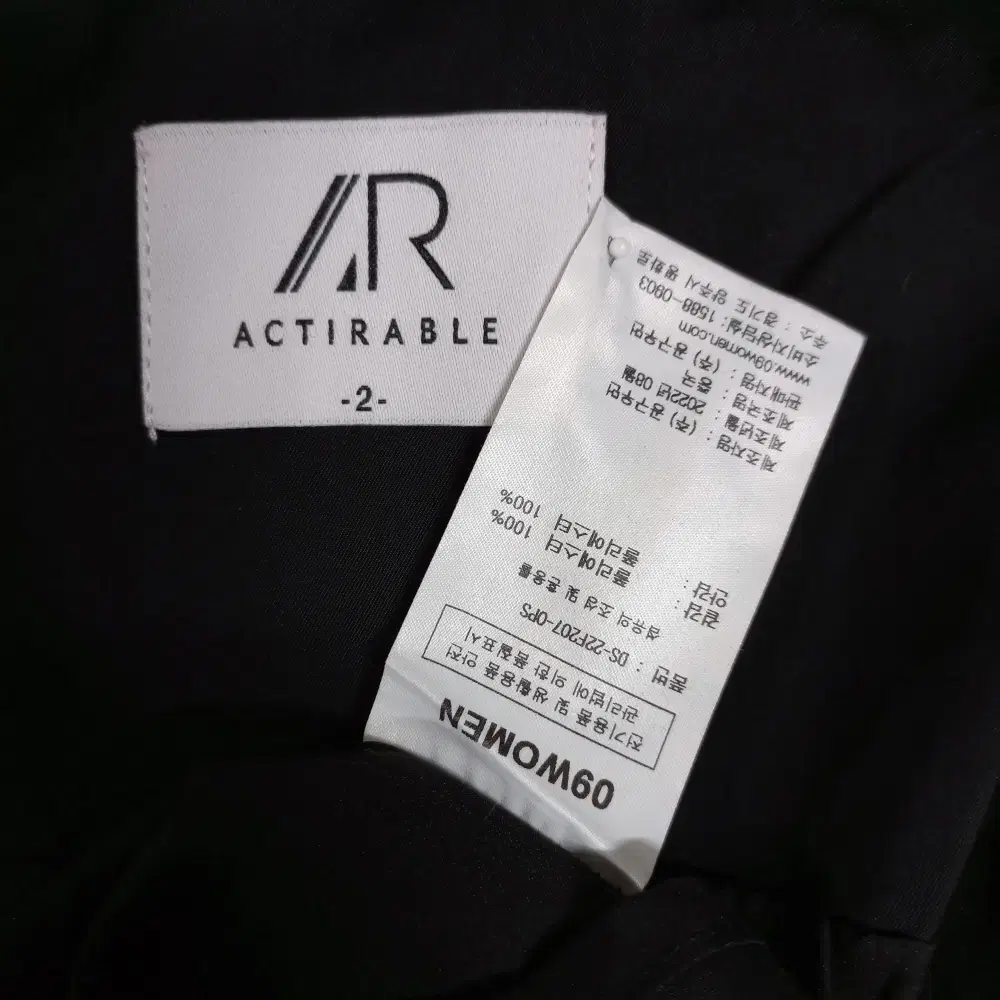 AR
ACTIRABLE
-2-
09WOMEN
전기용품 및 생활용품 안전
관리법에 의한 품질표시
품번 : DS-22F207-OPS
섬유의 조성 및 혼용률
겉감 : 폴리에스터 100%
안감 : 폴리에스터 100%
제조자명 : (주) 공구우먼
제조년월 : 2022년 08월
제조국명 : 중국
판매자명 : (주) 공구우먼
www.09women.com
소비자상담실: 1588-0903
주소 : 경기도 양주시 평화로